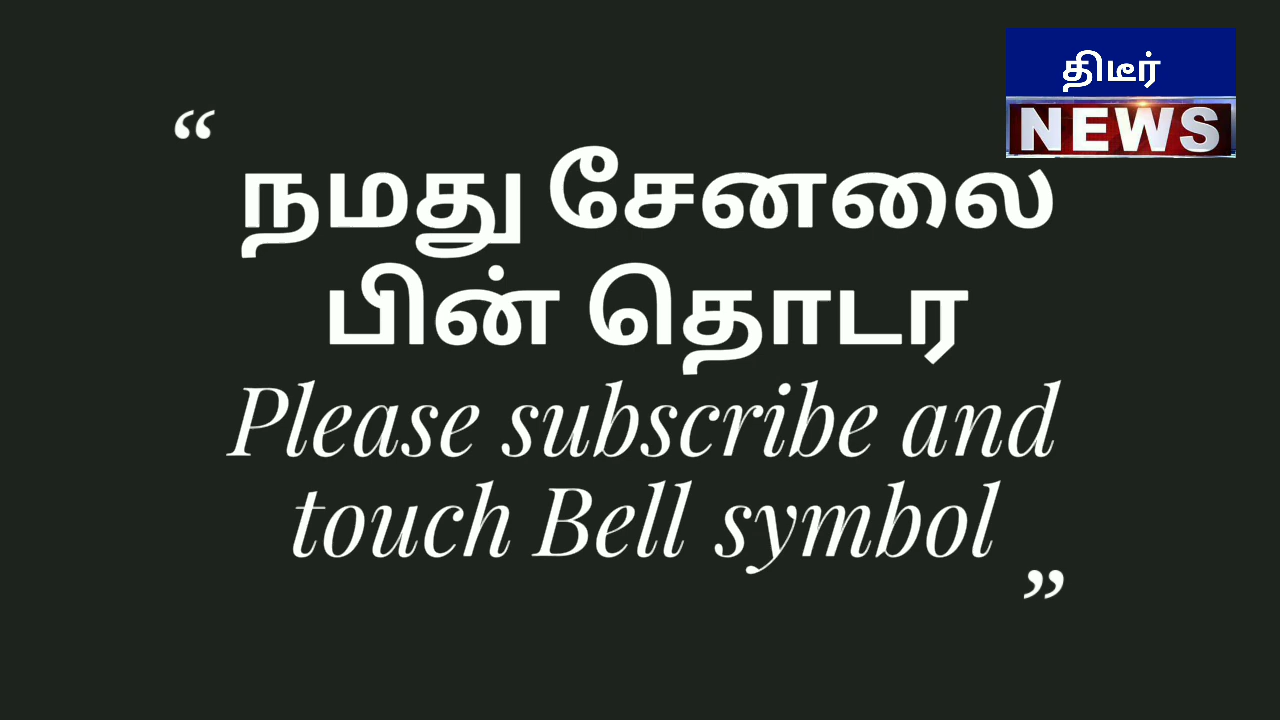 திடீர்
NEWS
“
நமது சேனலை
பின் தொடர
Please subscribe and
touch Bell symbol
”